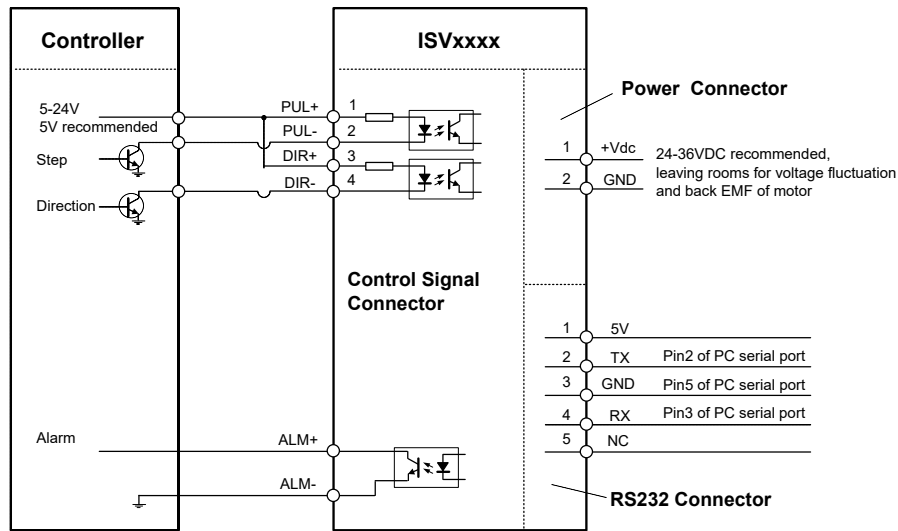 Controller
ISVxxxx
Power Connector
5-24V
5V recommended
PUL+
1
PUL-
2
Step
DIR+
3
DIR-
4
Direction
1
+Vdc
2
GND
24-36VDC recommended,
leaving rooms for voltage fluctuation
and back EMF of motor
Control Signal
Connector
1
5V
2
TX
Pin2 of PC serial port
3
GND
Pin5 of PC serial port
4
RX
Pin3 of PC serial port
5
NC
Alarm
ALM+
ALM-
RS232 Connector